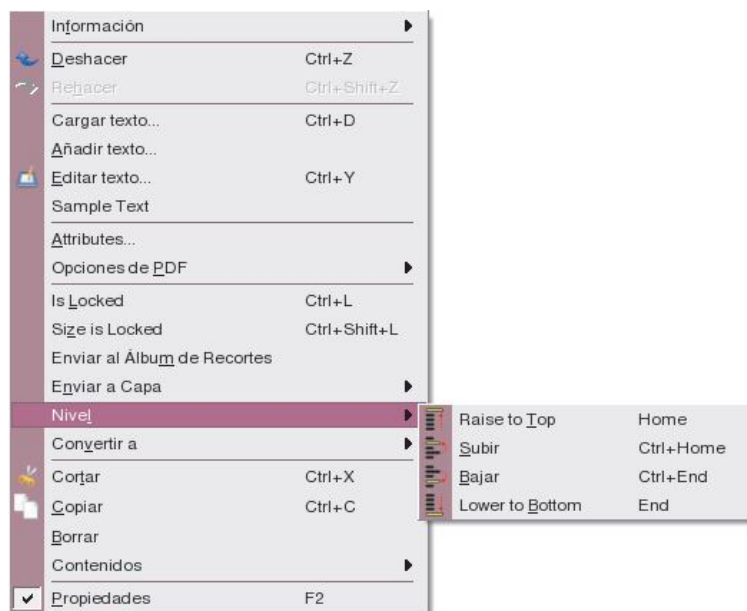 Información
Deshacer Ctrl+Z
Rehacer Ctrl+Shift+Z
Cargar texto... Ctrl+D
Añadir texto...
Editar texto... Ctrl+Y
Sample Text
Attributes...
Opciones de PDF
Is Locked Ctrl+L
Size is Locked Ctrl+Shift+L
Enviar al Álbum de Recortes
Enviar a Capa
Nivel
Raise to Top Home
Subir Ctrl+Home
Bajar Ctrl+End
Lower to Bottom End
Convertir a
Cortar Ctrl+X
Copiar Ctrl+C
Borrar
Contenidos
Propiedades F2